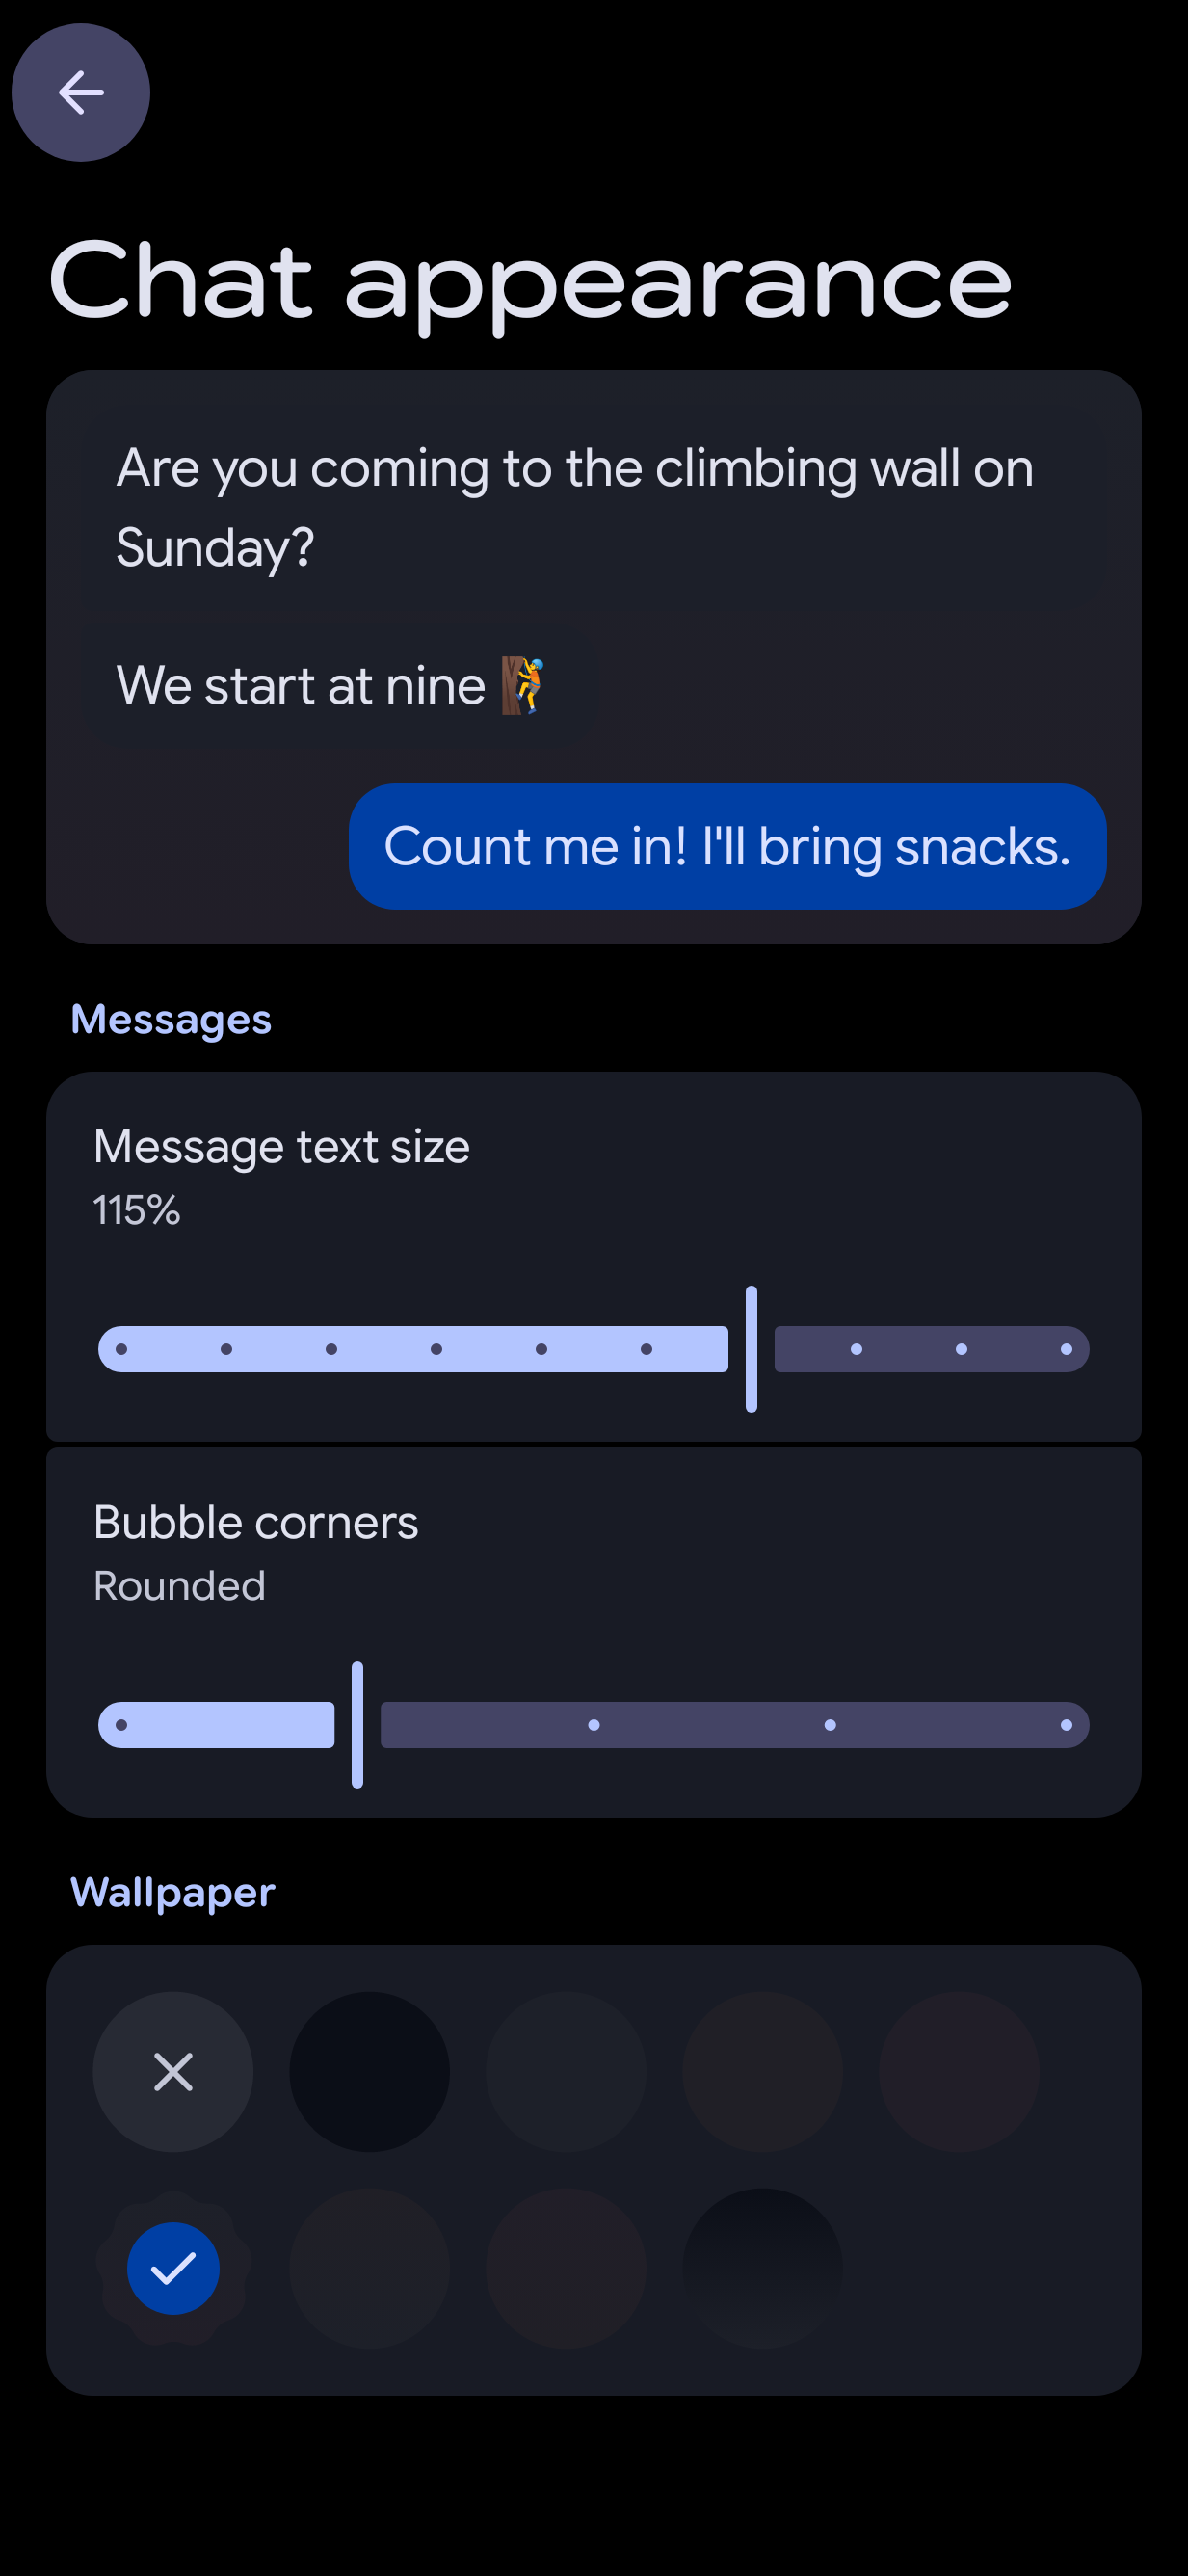 Chat appearance
Are you coming to the climbing wall on
Sunday?
We start at nine 🧗
Count me in! I'll bring snacks.
Messages
Message text size
115%
Bubble corners
Rounded
Wallpaper